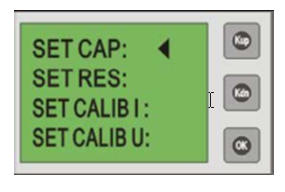 SET CAP: ◀
SET RES:
SET CALIB I :
SET CALIB U:
Kup
Kdn
OK